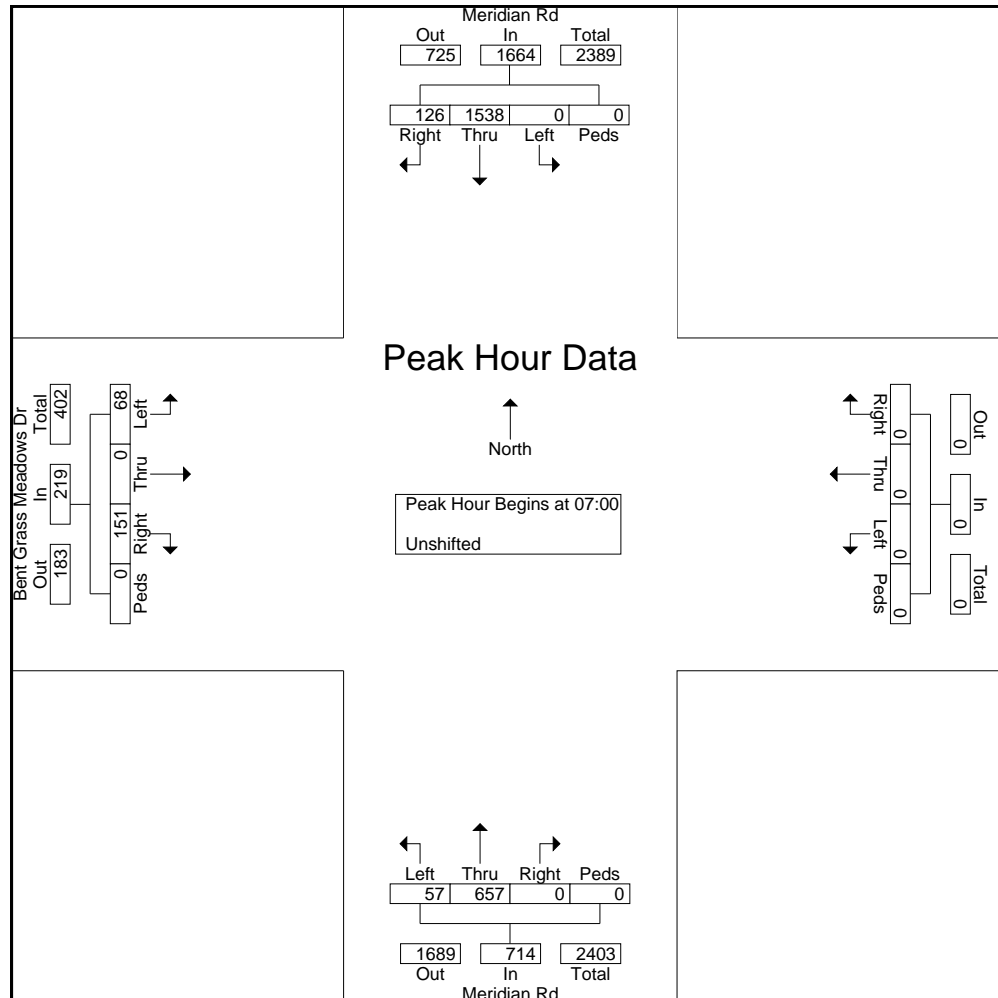 Meridian Rd
Out In Total
725 1664 2389
126 1538 0 0
Right Thru Left Peds
Peak Hour Data
North
Peak Hour Begins at 07:00
Unshifted
Bent Grass Meadows Dr
Out In Total
183 219 402
0 151 0 68
Peds Right Thru Left
Out In Total
0 0 0
0 0 0 0
Right Thru Left Peds
Left Thru Right Peds
57 657 0 0
1689 714 2403
Out In Total
Meridian Rd